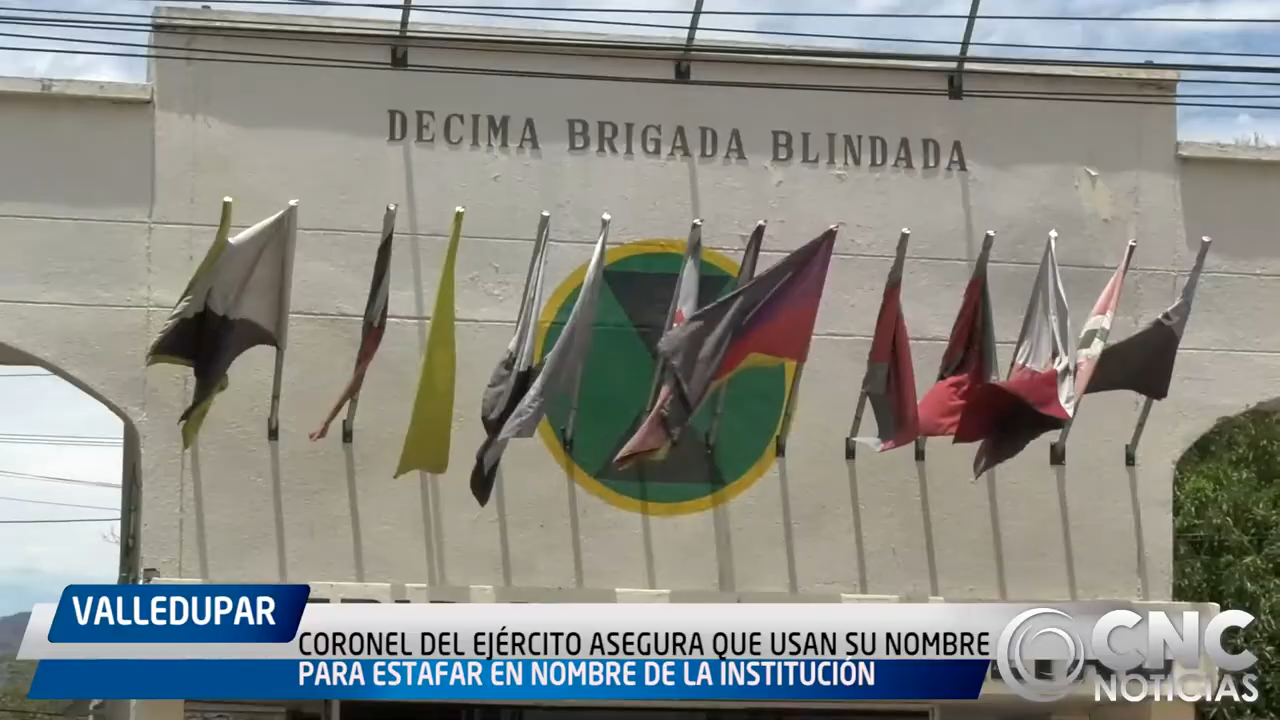 DECIMA BRIGADA BLINDADA
VALLEDUPAR
CORONEL DEL EJÉRCITO ASEGURA QUE USAN SU NOMBRE
PARA ESTAFAR EN NOMBRE DE LA INSTITUCIÓN
CNC
NOTICIAS